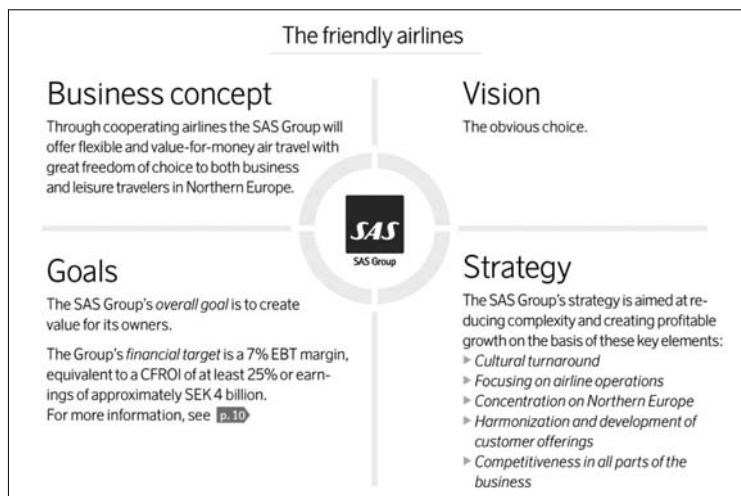 The friendly airlines
Business concept
Through cooperating airlines the SAS Group will
offer flexible and value-for-money air travel with
great freedom of choice to both business
and leisure travelers in Northern Europe.
Vision
The obvious choice.
SAS
SAS Group
Goals
The SAS Group's overall goal is to create
value for its owners.
The Group's financial target is a 7% EBT margin,
equivalent to a CFROI of at least 25% or earn-
ings of approximately SEK 4 billion.
For more information, see p. 10
Strategy
The SAS Group's strategy is aimed at re-
ducing complexity and creating profitable
growth on the basis of these key elements:
▶ Cultural turnaround
▶ Focusing on airline operations
▶ Concentration on Northern Europe
▶ Harmonization and development of
customer offerings
▶ Competitiveness in all parts of the
business